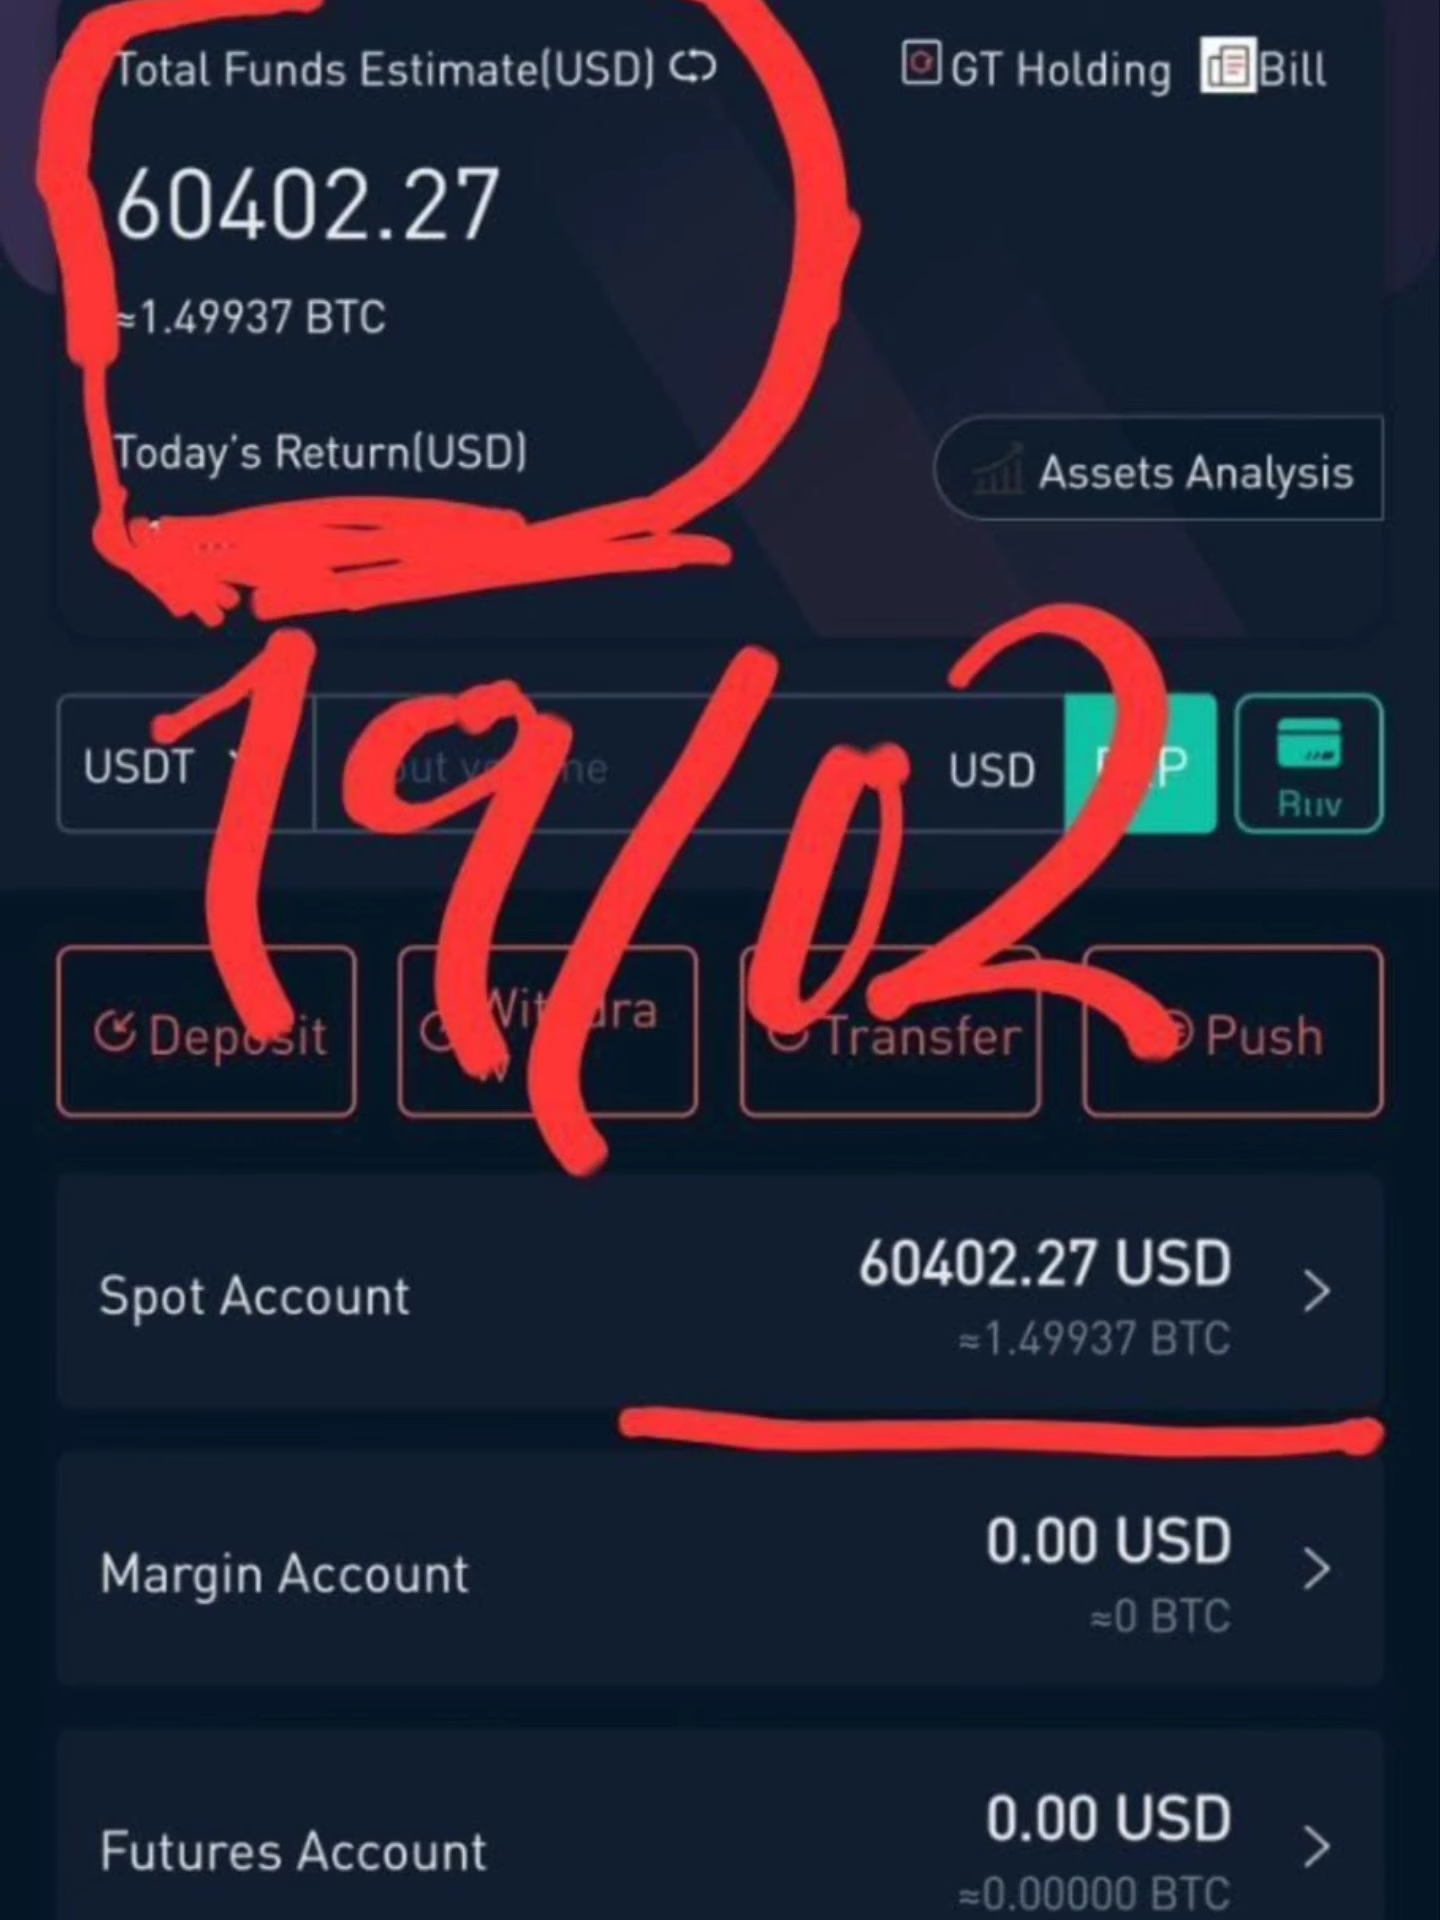 Total Funds Estimate(USD) GT Holding Bill
60402.27
≈1.49937 BTC
Today's Return(USD)
Assets Analysis
19/02
USDT USD
Buy
Deposit Transfer Push
Spot Account 60402.27 USD
≈1.49937 BTC
Margin Account 0.00 USD
≈0 BTC
Futures Account 0.00 USD
≈0.00000 BTC